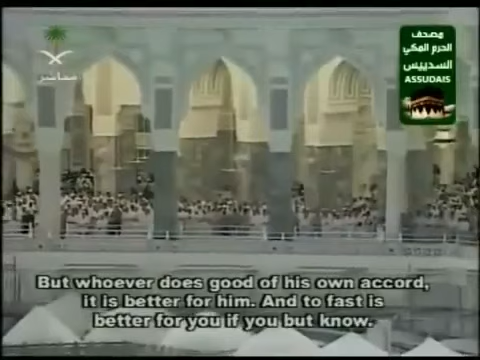 مباشر
مصحف
الحرم المكي
السديس
ASSUDAIS
But whoever does good of his own accord,
it is better for him. And to fast is
better for you if you but know.